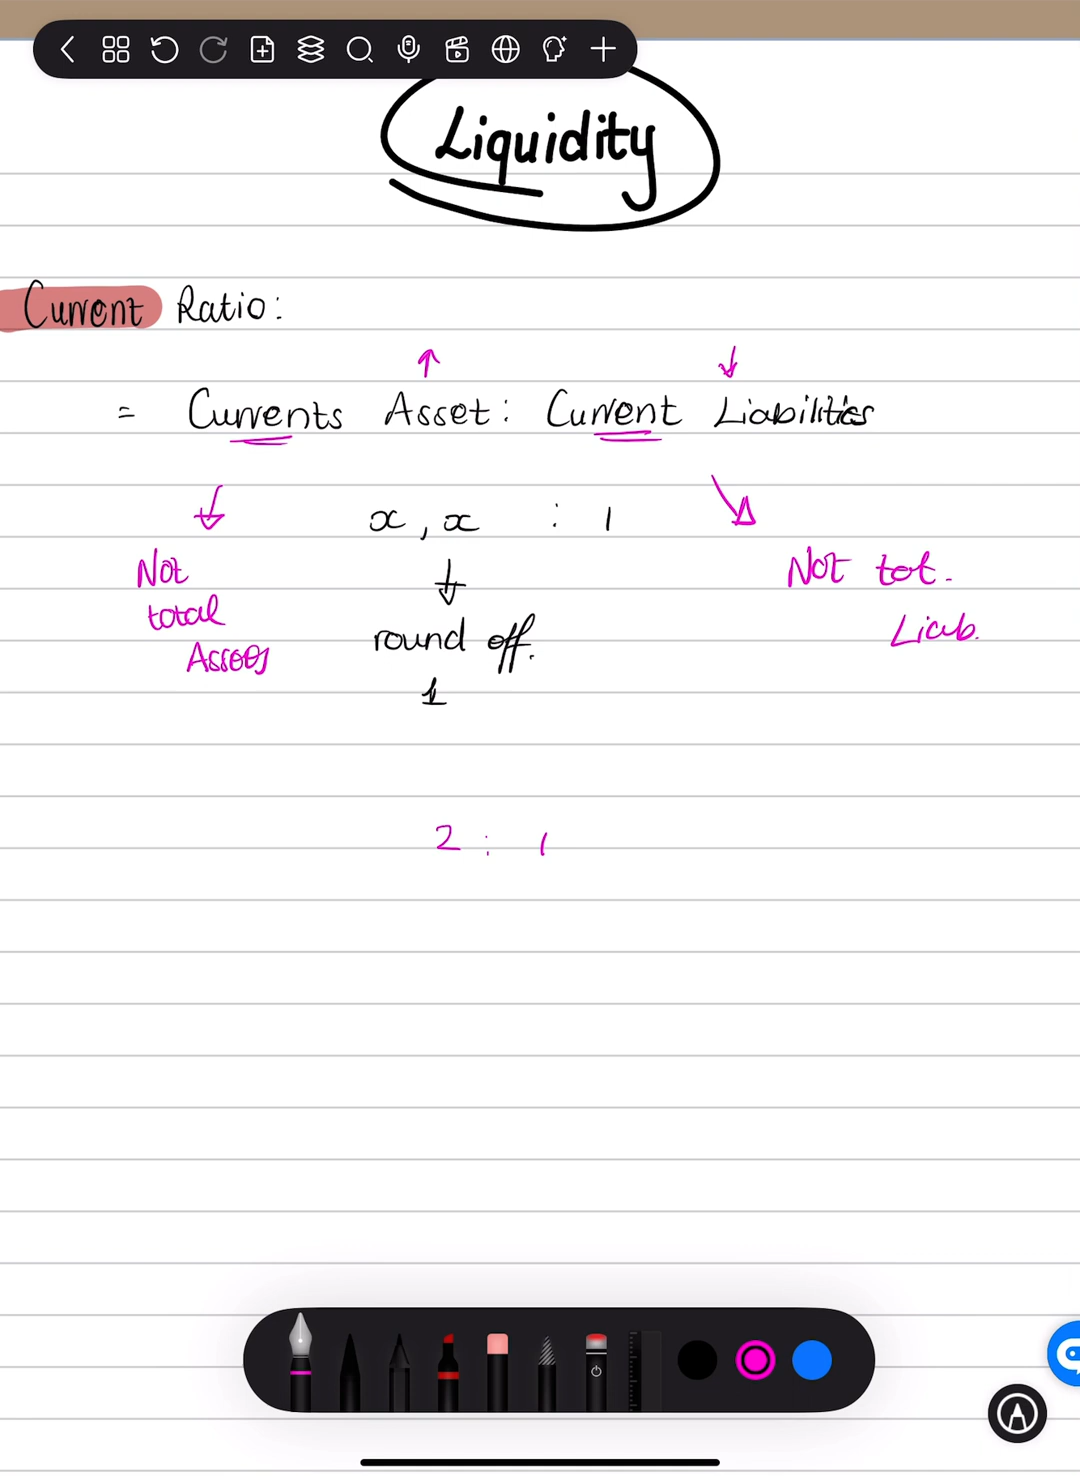 Liquidity
Current Ratio:
= Currents Asset: Current Liabilities
x,x : 1
Not
total
Assets
round off.
1
Not tot.
Liab.
2 : 1